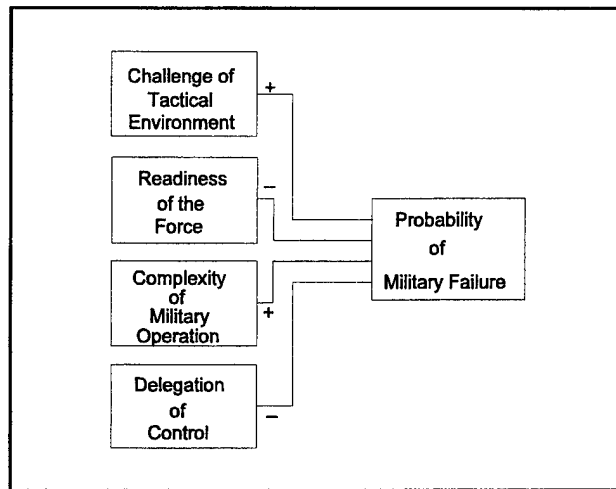 Challenge of
Tactical
Environment
+
Readiness
of the
Force
−
Complexity
of
Military
Operation
+
Delegation
of
Control
−
Probability
of
Military Failure